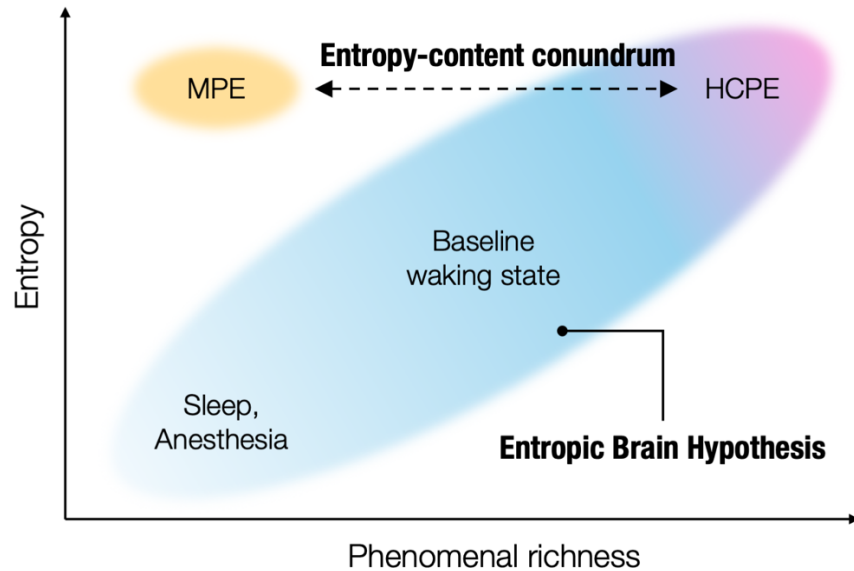 Entropy-content conundrum
MPE
HCPE
Entropy
Baseline
waking state
Sleep,
Anesthesia
Entropic Brain Hypothesis
Phenomenal richness